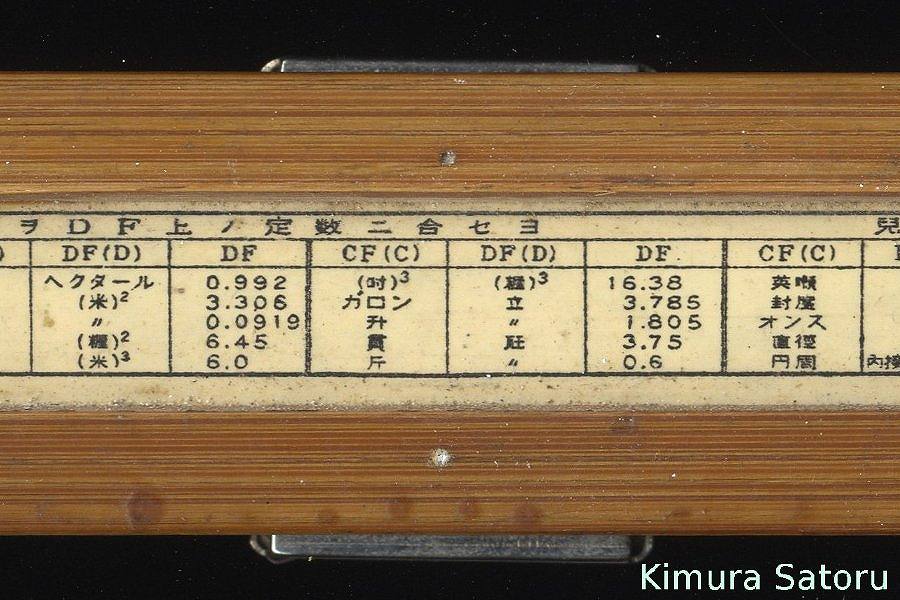 ヲ DF 上ノ定数ニ合セヨ
DF(D) DF CF(C) DF(D) DF CF(C)
ヘクタール 0.992 (吋)³ (糎)³ 16.38 英噸
(米)² 3.306 ガロン 立 3.785 封度
〃 0.0919 升 〃 1.805 オンス
(糎)² 6.45 貫 瓩 3.75 直径
(米)³ 6.0 斤 〃 0.6 円周
Kimura Satoru